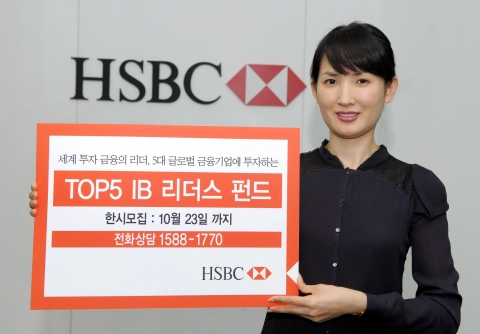 HSBC
세계 투자 금융의 리더, 5대 글로벌 금융기업에 투자하는
TOP5 IB 리더스 펀드
한시모집 : 10월 23일 까지
전화상담 1588-1770
HSBC